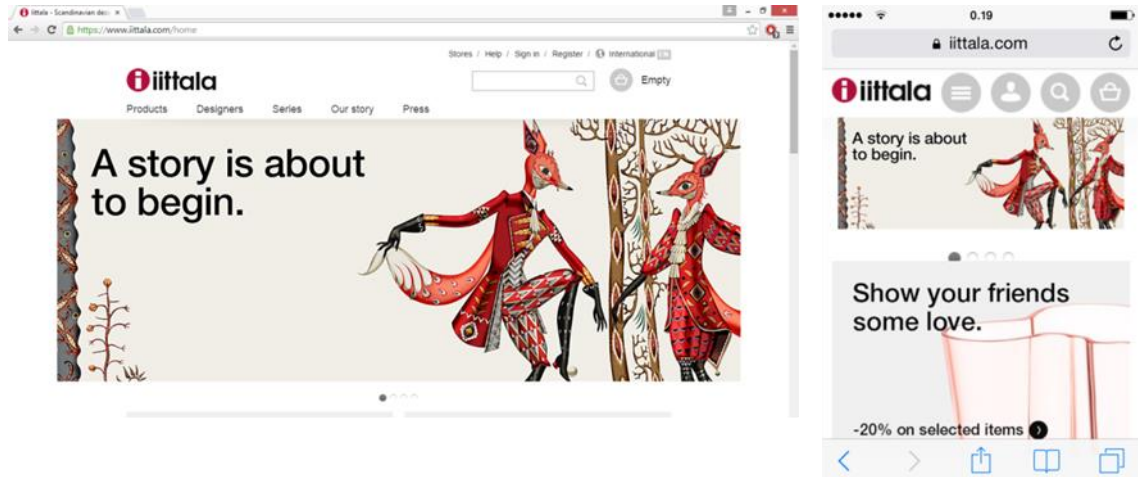 iittala - Scandinavian des
https://www.iittala.com/home
Stores / Help / Sign in / Register / International EN
iittala
Empty
Products Designers Series Our story Press
A story is about
to begin.
0.19
iittala.com
iittala
A story is about
to begin.
Show your friends
some love.
-20% on selected items